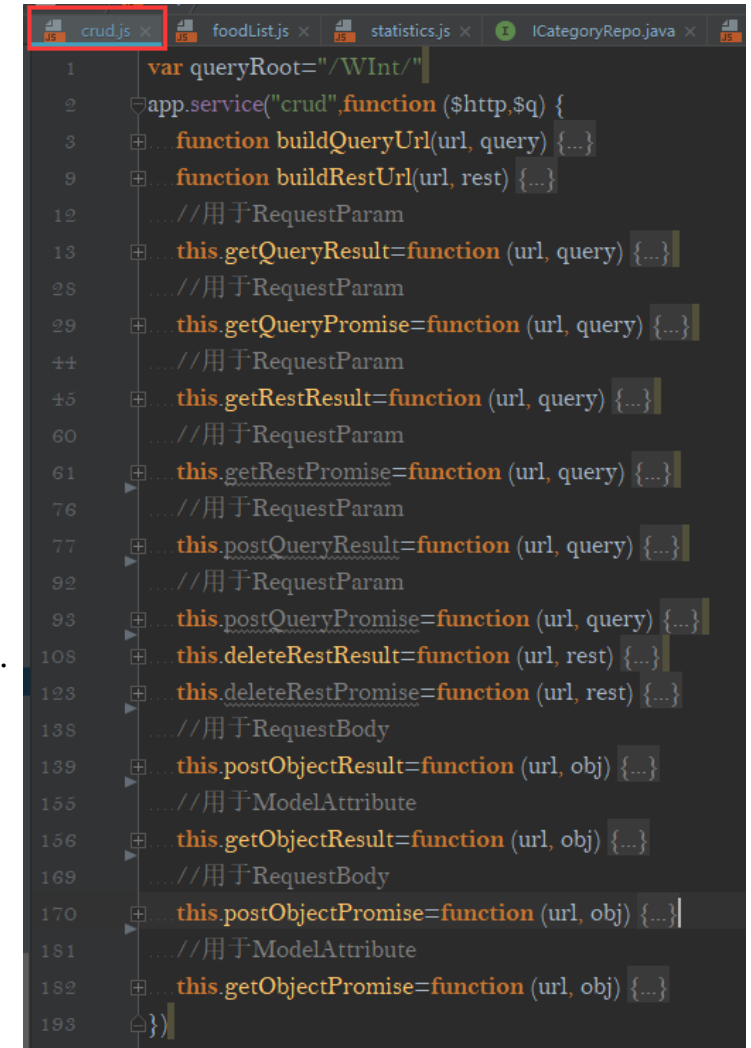 crud.js × foodList.js × statistics.js × I ICategoryRepo.java ×
1 var queryRoot="/WInt/"
2 app.service("crud",function ($http,$q) {
3 function buildQueryUrl(url, query) {...}
9 function buildRestUrl(url, rest) {...}
12 //用于RequestParam
13 this.getQueryResult=function (url, query) {...}
28 //用于RequestParam
29 this.getQueryPromise=function (url, query) {...}
44 //用于RequestParam
45 this.getRestResult=function (url, query) {...}
60 //用于RequestParam
61 this.getRestPromise=function (url, query) {...}
76 //用于RequestParam
77 this.postQueryResult=function (url, query) {...}
92 //用于RequestParam
93 this.postQueryPromise=function (url, query) {...}
108 this.deleteRestResult=function (url, rest) {...}
123 this.deleteRestPromise=function (url, rest) {...}
138 //用于RequestBody
139 this.postObjectResult=function (url, obj) {...}
155 //用于ModelAttribute
156 this.getObjectResult=function (url, obj) {...}
169 //用于RequestBody
170 this.postObjectPromise=function (url, obj) {...}
181 //用于ModelAttribute
182 this.getObjectPromise=function (url, obj) {...}
193 })